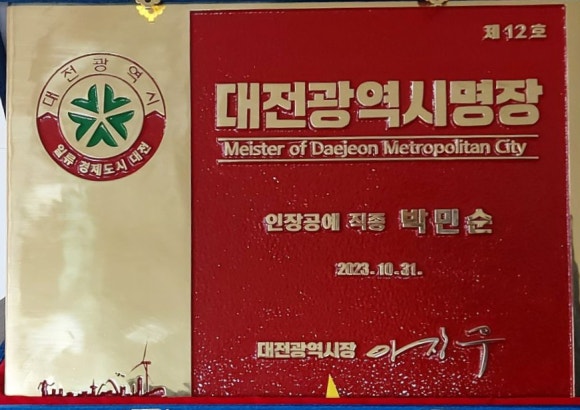 제 12 호
대전광역시
일류 경제도시 대전
대전광역시명장
Meister of Daejeon Metropolitan City
인장공예 직종 박민순
2023. 10. 31.
대전광역시장